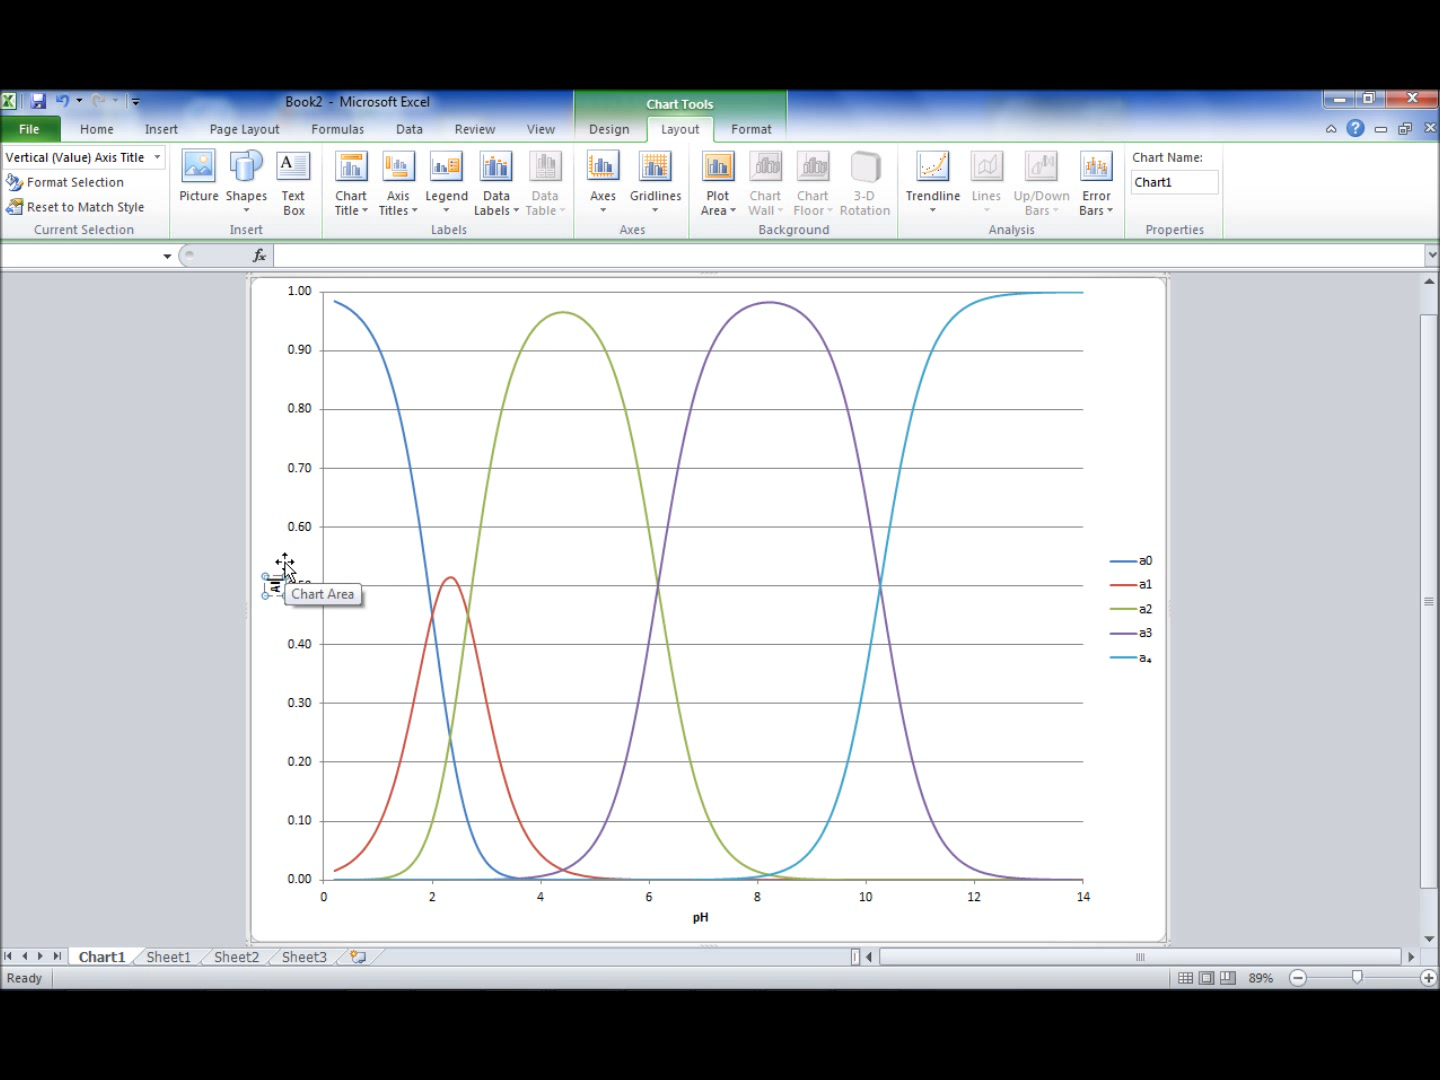 Book2 - Microsoft Excel
Chart Tools
File Home Insert Page Layout Formulas Data Review View Design Layout Format
Vertical (Value) Axis Title
Format Selection
Reset to Match Style
Current Selection
Picture Shapes Text Box
Insert
Chart Title Axis Titles Legend Data Labels Data Table
Labels
Axes Gridlines
Axes
Plot Area Chart Wall Chart Floor 3-D Rotation
Background
Trendline Lines Up/Down Bars Error Bars
Analysis
Chart Name:
Chart1
Properties
fx
1.00
0.90
0.80
0.70
0.60
0.40
0.30
0.20
0.10
0.00
Al
Chart Area
0 2 4 6 8 10 12 14
pH
a0
a1
a2
a3
a₄
Chart1 Sheet1 Sheet2 Sheet3
Ready
89%